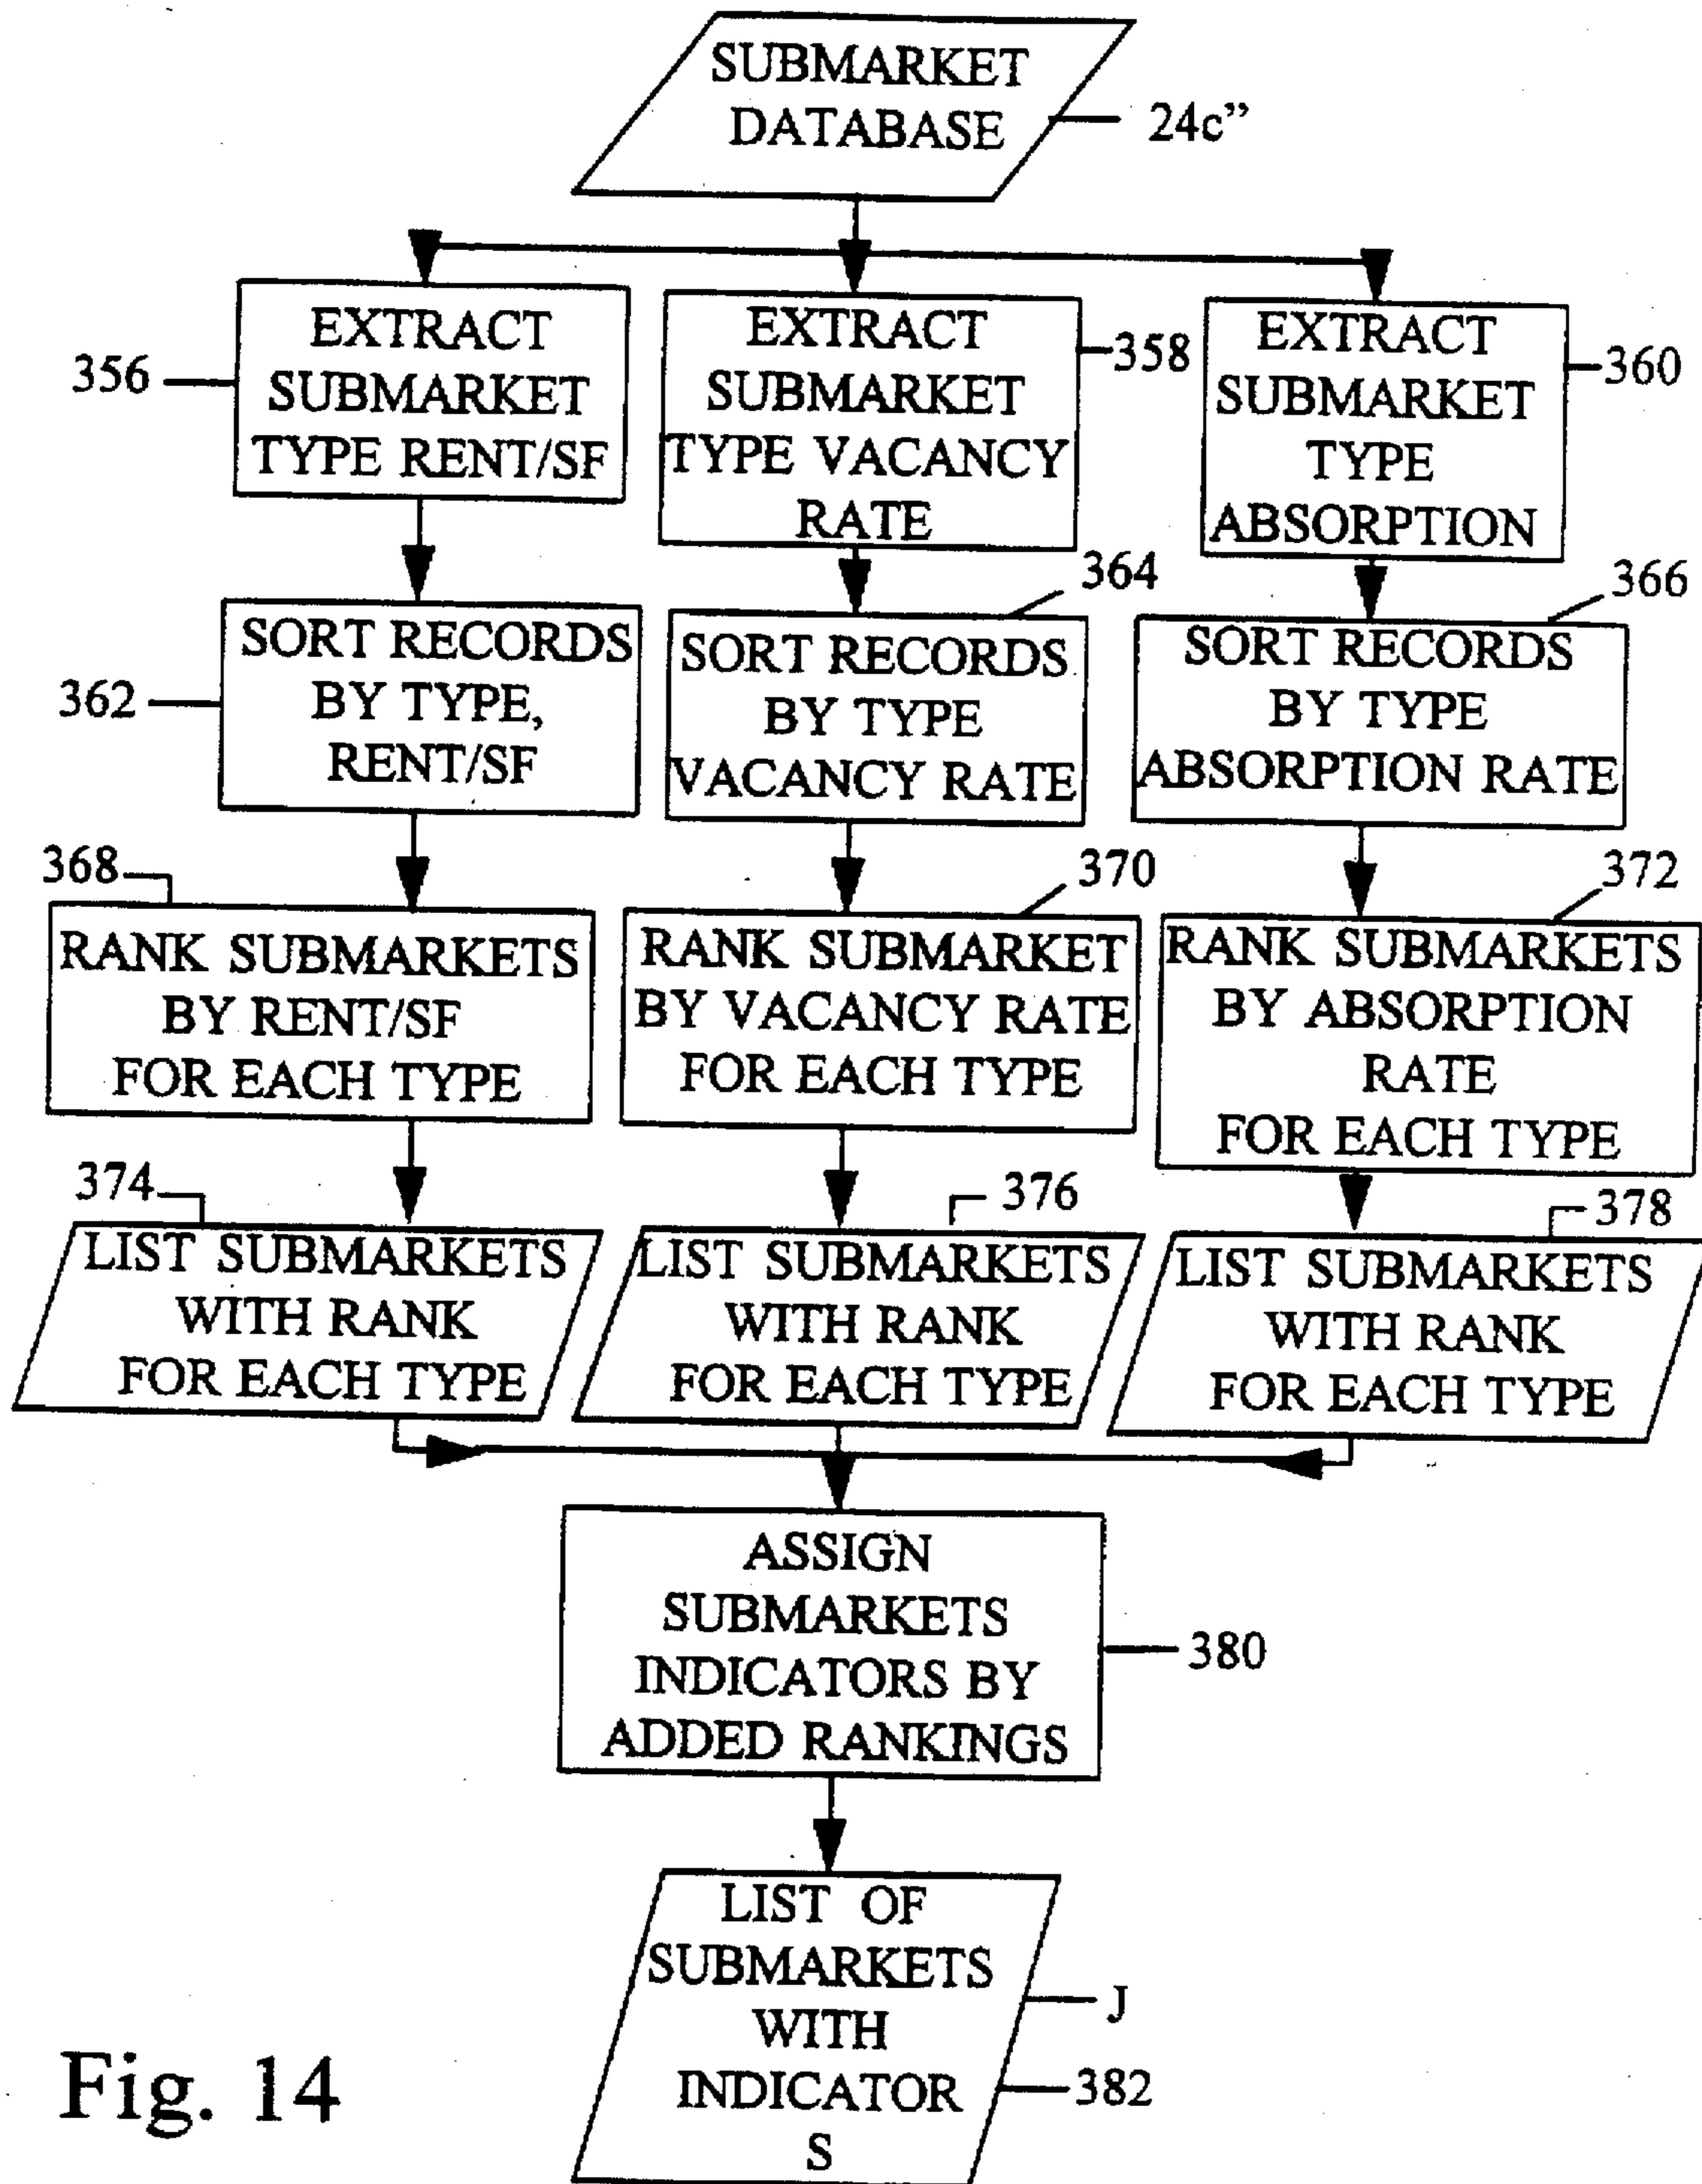 SUBMARKET
DATABASE
24c”
EXTRACT
SUBMARKET
TYPE RENT/SF
356
EXTRACT
SUBMARKET
TYPE VACANCY
RATE
358
EXTRACT
SUBMARKET
TYPE
ABSORPTION
360
SORT RECORDS
BY TYPE,
RENT/SF
362
SORT RECORDS
BY TYPE
VACANCY RATE
364
SORT RECORDS
BY TYPE
ABSORPTION RATE
366
368
RANK SUBMARKETS
BY RENT/SF
FOR EACH TYPE
370
RANK SUBMARKET
BY VACANCY RATE
FOR EACH TYPE
372
RANK SUBMARKETS
BY ABSORPTION
RATE
FOR EACH TYPE
374
LIST SUBMARKETS
WITH RANK
FOR EACH TYPE
376
LIST SUBMARKETS
WITH RANK
FOR EACH TYPE
378
LIST SUBMARKETS
WITH RANK
FOR EACH TYPE
ASSIGN
SUBMARKETS
INDICATORS BY
ADDED RANKINGS
380
LIST OF
SUBMARKETS
WITH
INDICATOR
S
J
382
Fig. 14